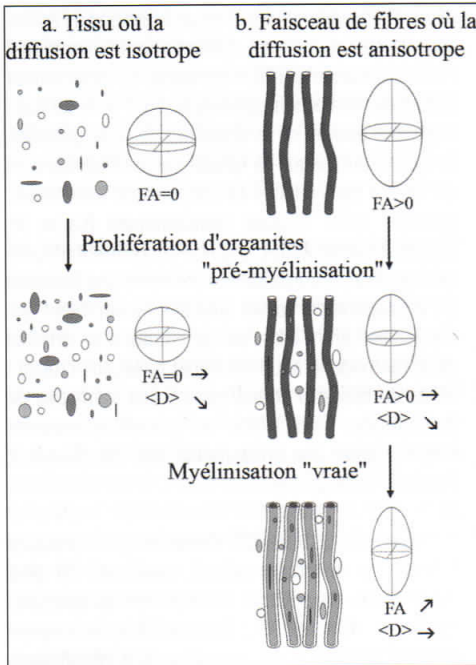 a. Tissu où la
diffusion est isotrope
b. Faisceau de fibres où la
diffusion est anisotrope
FA=0
FA>0
Prolifération d'organites
"pré-myélinisation"
FA=0 →
<D> ↘
FA>0 →
<D> ↘
Myélinisation "vraie"
FA ↗
<D> →